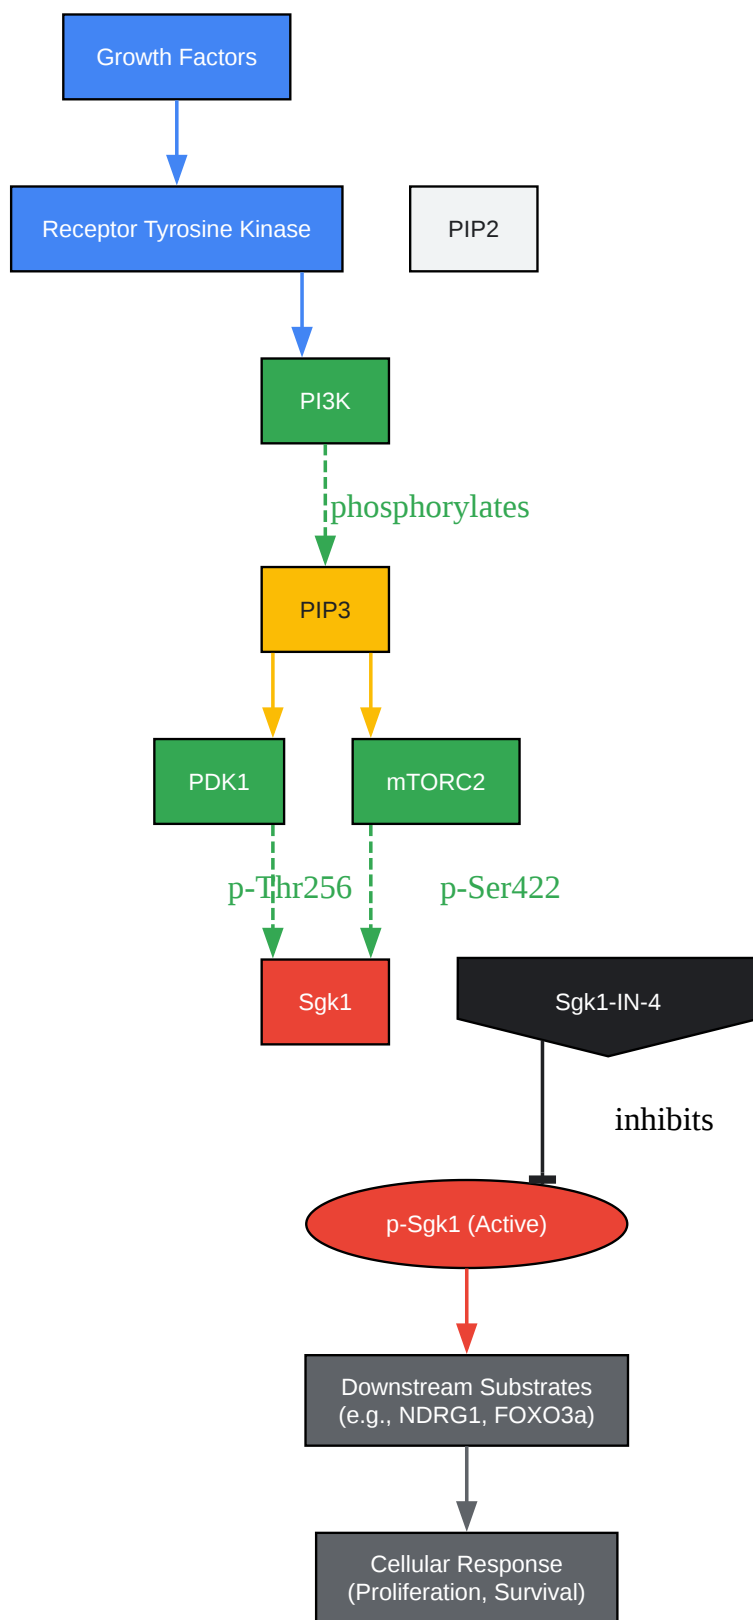 Growth Factors
Receptor Tyrosine Kinase
PIP2
PI3K
phosphorylates
PIP3
PDK1
mTORC2
p-Thr256
p-Ser422
Sgk1
Sgk1-IN-4
inhibits
p-Sgk1 (Active)
Downstream Substrates
(e.g., NDRG1, FOXO3a)
Cellular Response
(Proliferation, Survival)